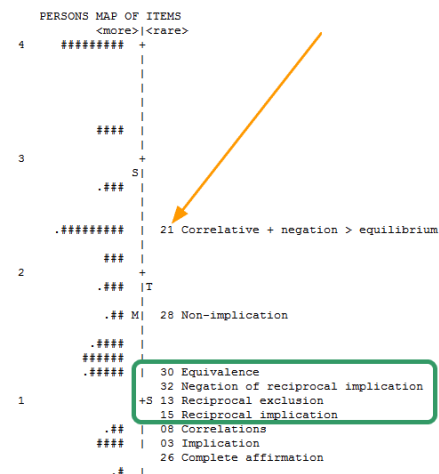 PERSONS MAP OF ITEMS
<more>|<rare>
4 ######### +
|
|
|
#### |
|
3 +
S|
.### |
|
.######### | 21 Correlative + negation > equilibrium
|
### |
2 +
.### |T
|
.## M| 28 Non-implication
|
.#### |
###### |
.##### | 30 Equivalence
| 32 Negation of reciprocal implication
1 +S 13 Reciprocal exclusion
| 15 Reciprocal implication
.## | 08 Correlations
#### | 03 Implication
| 26 Complete affirmation
.# |